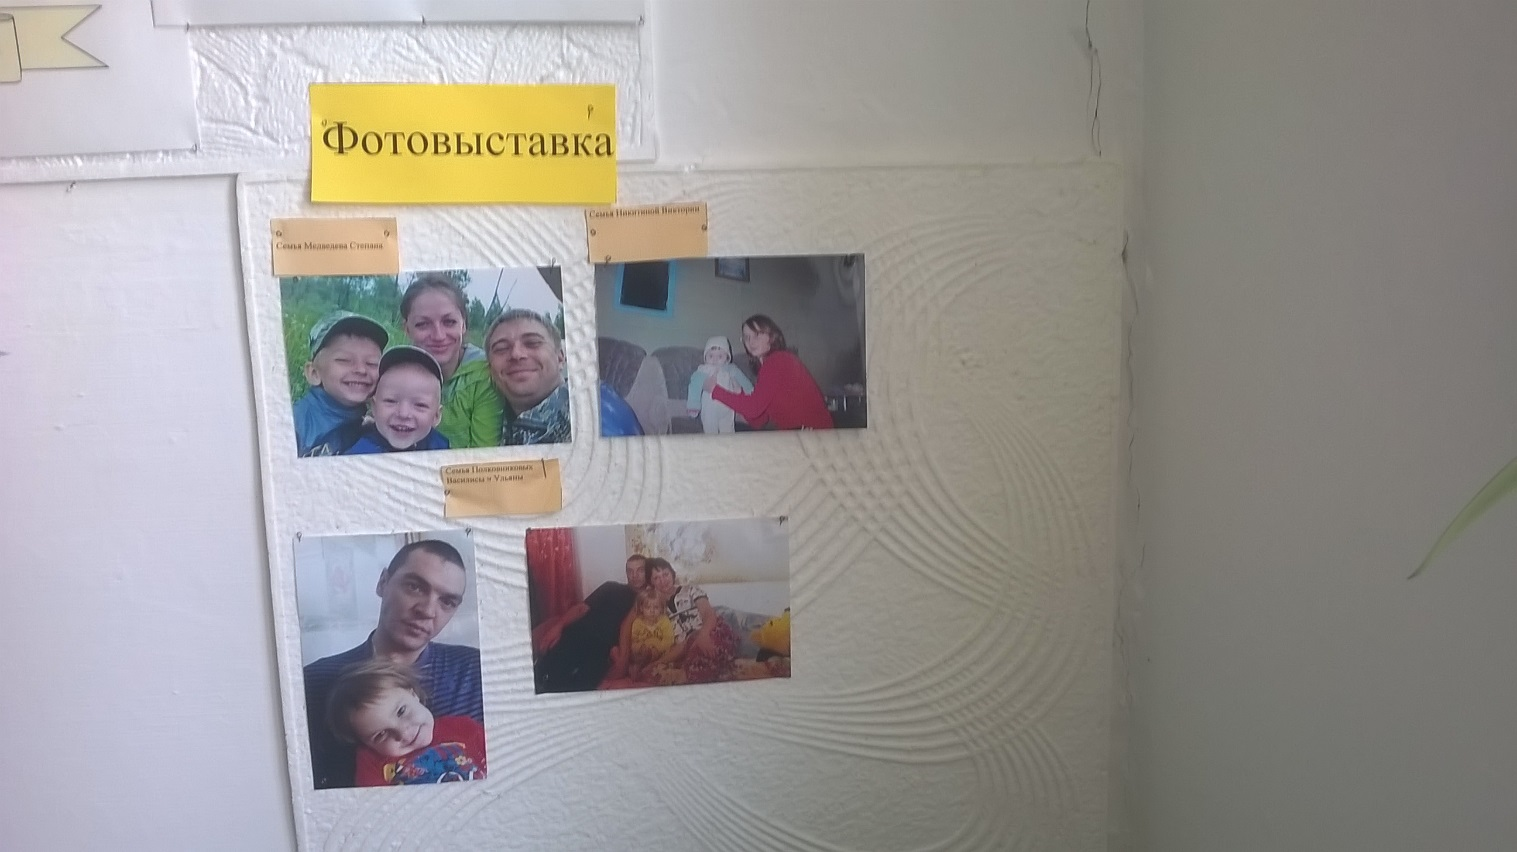 Фотовыставка
Семья Медведева Степана
Семья Никитиной Виктории
Семья Полковниковых
Василисы и Ульяны